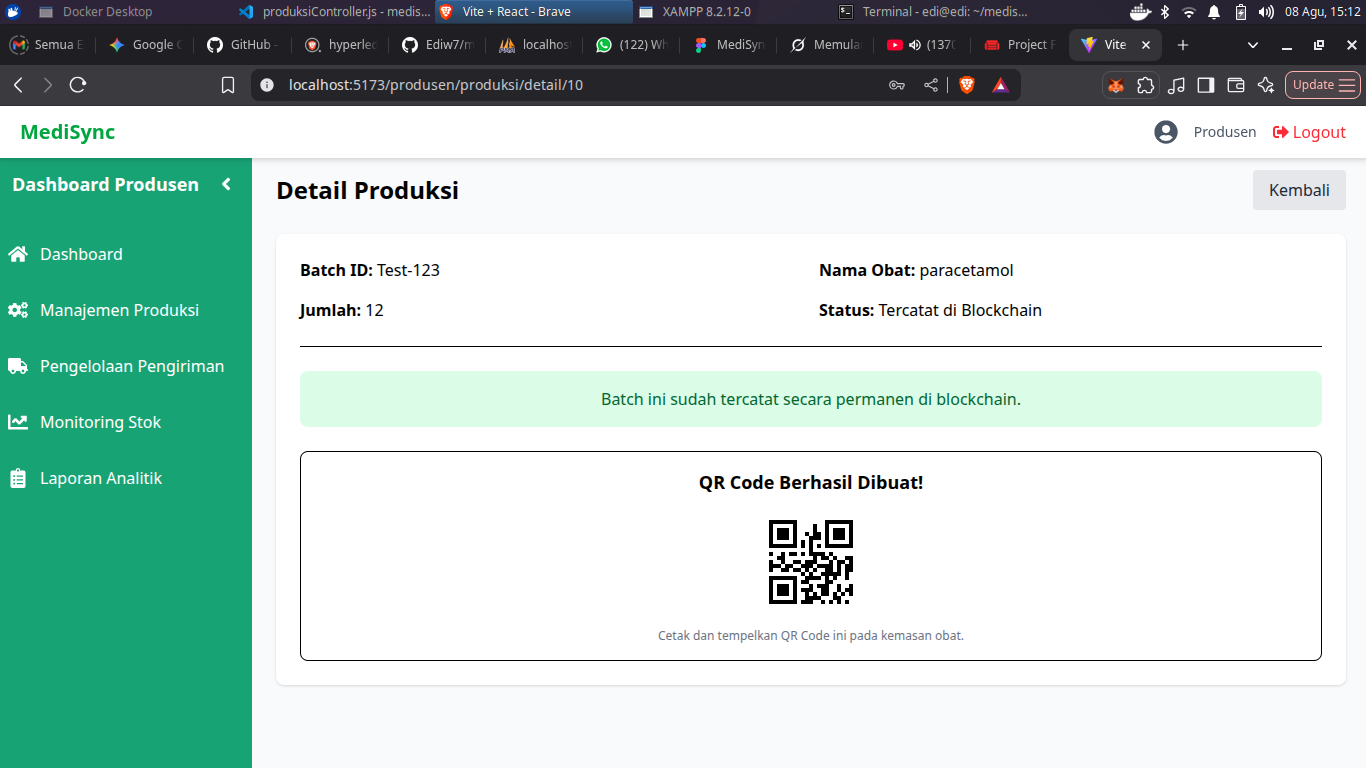 Docker Desktop
produksiController.js - medis...
Vite + React - Brave
XAMPP 8.2.12-0
Terminal - edi@edi: ~/medis...
08 Agu, 15:12
Semua
Google
GitHub -
Ediw7/m
localhos
(122) Wh
MediSyn
Memula
Project
Vite
localhost:5173/produsen/produksi/detail/10
Update
MediSync
Produsen
Logout
Dashboard Produsen
Detail Produksi
Kembali
Dashboard
Manajemen Produksi
Pengelolaan Pengiriman
Monitoring Stok
Laporan Analitik
Batch ID: Test-123
Nama Obat: paracetamol
Jumlah: 12
Status: Tercatat di Blockchain
Batch ini sudah tercatat secara permanen di blockchain.
QR Code Berhasil Dibuat!
Cetak dan tempelkan QR Code ini pada kemasan obat.